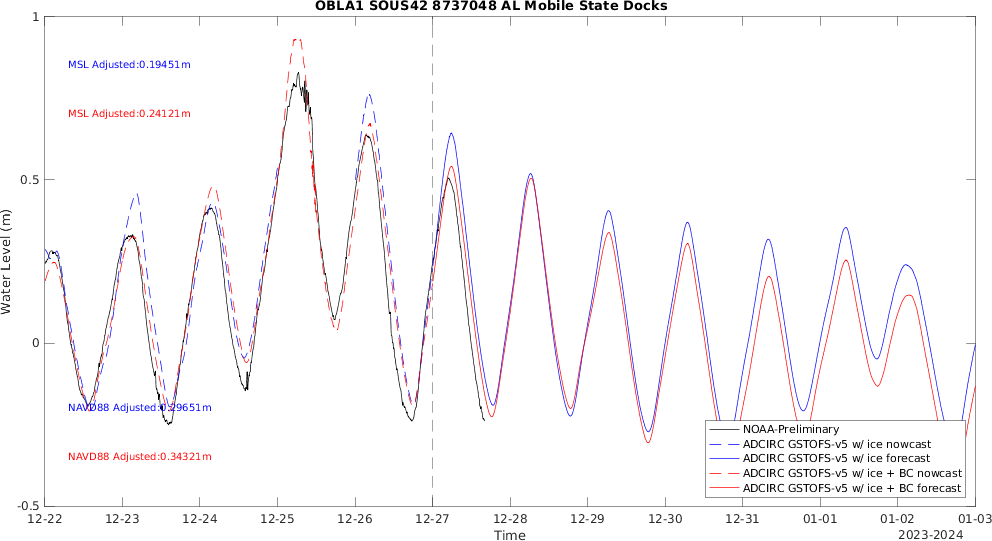 OBLA1 SOUS42 8737048 AL Mobile State Docks
Water Level (m)
1
0.5
0
-0.5
MSL Adjusted:0.19451m
MSL Adjusted:0.24121m
NAVD88 Adjusted:0.29651m
NAVD88 Adjusted:0.34321m
NOAA-Preliminary
ADCIRC GSTOFS-v5 w/ ice nowcast
ADCIRC GSTOFS-v5 w/ ice forecast
ADCIRC GSTOFS-v5 w/ ice + BC nowcast
ADCIRC GSTOFS-v5 w/ ice + BC forecast
12-22 12-23 12-24 12-25 12-26 12-27 12-28 12-29 12-30 12-31 01-01 01-02 01-03
Time
2023-2024